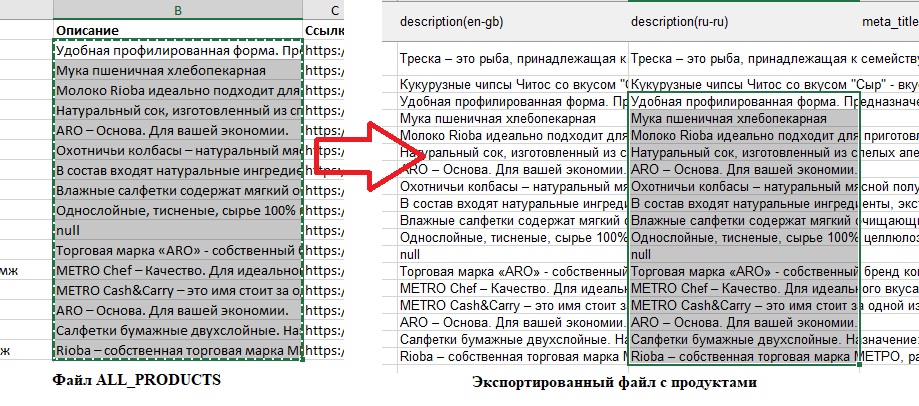 B
C
Описание
Ссылк
Удобная профилированная форма. Пре
https:/
Мука пшеничная хлебопекарная
https:/
Молоко Rioba идеально подходит для
https:/
Натуральный сок, изготовленный из сп
https:/
ARO – Основа. Для вашей экономии.
https:/
Охотничьи колбасы – натуральный мяс
https:/
В состав входят натуральные ингредие
https:/
Влажные салфетки содержат мягкий о
https:/
Однослойные, тисненые, сырье 100%
https:/
null
https:/
Торговая марка «ARO» - собственный б
https:/
мж
METRO Chef – Качество. Для идеально
https:/
METRO Cash&Carry – это имя стоит за о
https:/
ARO – Основа. Для вашей экономии.
https:/
Салфетки бумажные двухслойные. На
https:/
ж
Rioba – собственная торговая марка М
https:/
Файл ALL_PRODUCTS
description(en-gb)
description(ru-ru)
meta_title
Треска – это рыба, принадлежащая к
Треска – это рыба, принадлежащая к семейству
Кукурузные чипсы Читос со вкусом "С
Кукурузные чипсы Читос со вкусом "Сыр" - вку
Удобная профилированная форма. П
Удобная профилированная форма. Предназначе
Мука пшеничная хлебопекарная
Мука пшеничная хлебопекарная
Молоко Rioba идеально подходит для
Молоко Rioba идеально подходит для приготов
Натуральный сок, изготовленный из с
Натуральный сок, изготовленный из спелых апе
ARO – Основа. Для вашей экономии.
ARO – Основа. Для вашей экономии.
Охотничьи колбасы – натуральный мя
Охотничьи колбасы – натуральный мясной полу
В состав входят натуральные ингреди
В состав входят натуральные ингредиенты, экст
Влажные салфетки содержат мягкий о
Влажные салфетки содержат мягкий очищающи
Однослойные, тисненые, сырье 100%
Однослойные, тисненые, сырье 100% целлюлоз
null
null
Торговая марка «ARO» - собственный
Торговая марка «ARO» - собственный бренд ком
METRO Chef – Качество. Для идеальн
METRO Chef – Качество. Для идеального вкуса
METRO Cash&Carry – это имя стоит з
METRO Cash&Carry – это имя стоит за одной из
ARO – Основа. Для вашей экономии.
ARO – Основа. Для вашей экономии.
Салфетки бумажные двухслойные. Н
Салфетки бумажные двухслойные. Назначение:
Rioba – собственная торговая марка М
Rioba – собственная торговая марка МЕТРО, ра
Экспортированный файл с продуктами